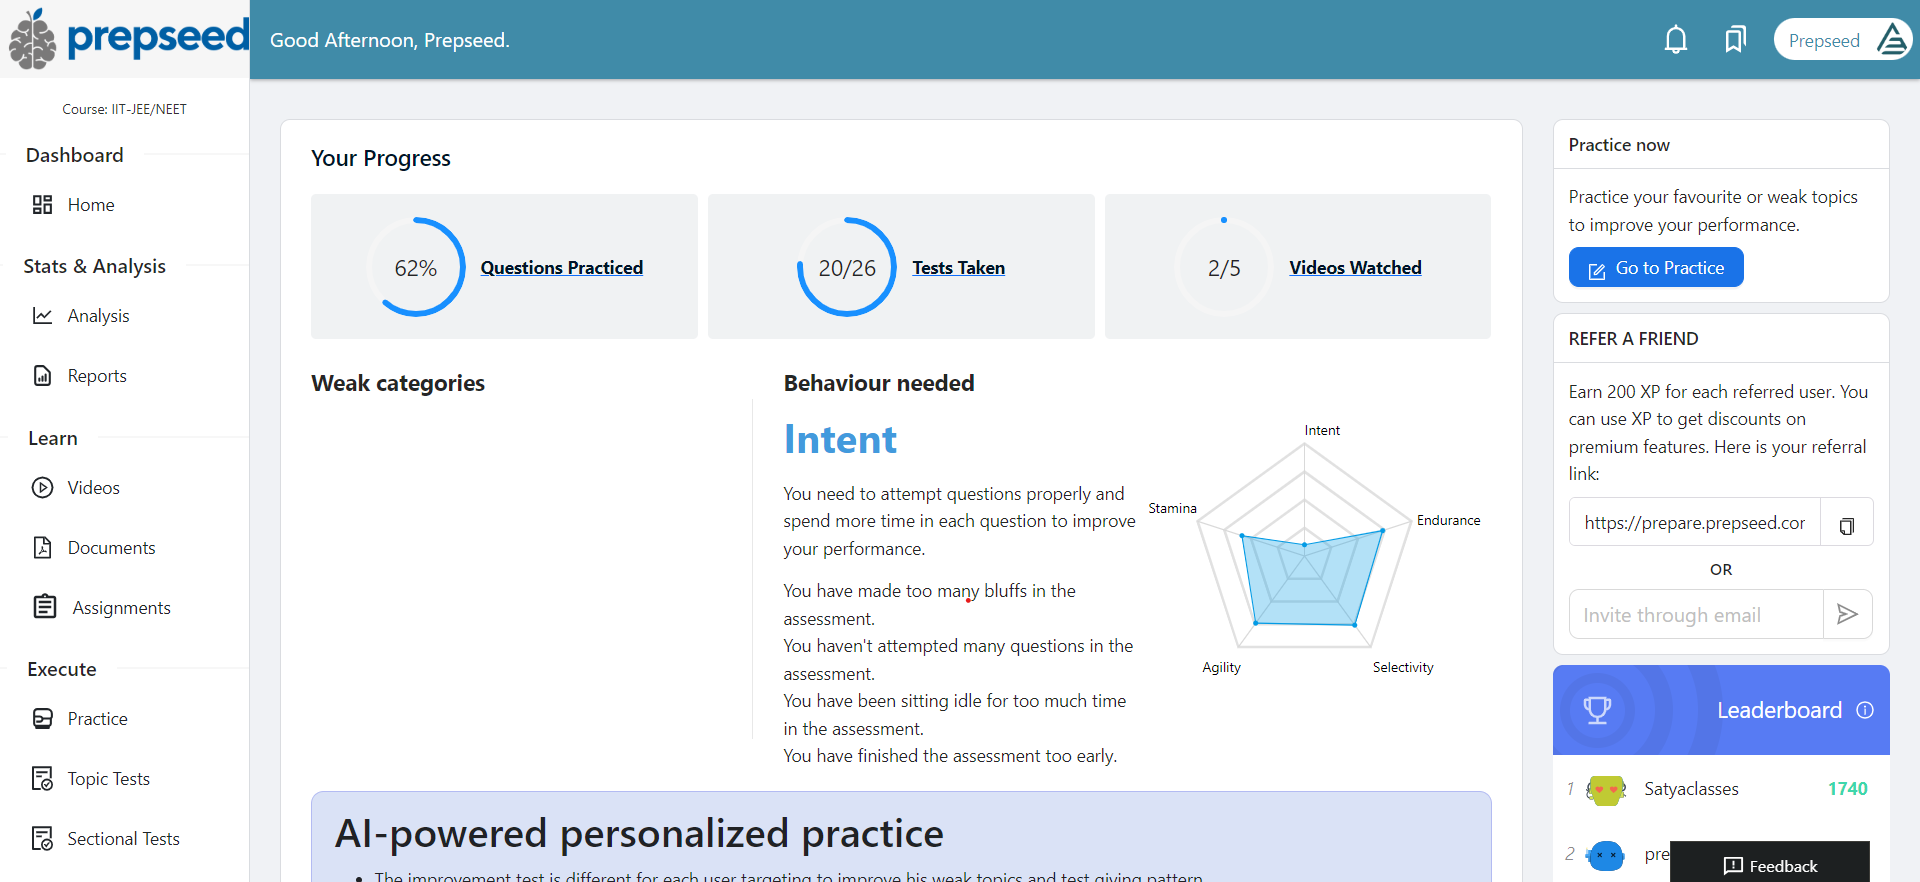 prepseed
Good Afternoon, Prepseed.
Prepseed
Course: IIT-JEE/NEET
Dashboard
Home
Stats & Analysis
Analysis
Reports
Learn
Videos
Documents
Assignments
Execute
Practice
Topic Tests
Sectional Tests
Your Progress
62%
Questions Practiced
20/26
Tests Taken
2/5
Videos Watched
Weak categories
Behaviour needed
Intent
You need to attempt questions properly and
spend more time in each question to improve
your performance.
You have made too many bluffs in the
assessment.
You haven't attempted many questions in the
assessment.
You have been sitting idle for too much time
in the assessment.
You have finished the assessment too early.
Intent
Stamina
Endurance
Agility
Selectivity
AI-powered personalized practice
The improvement test is different for each user targeting to improve his weak topics and test giving pattern
Practice now
Practice your favourite or weak topics
to improve your performance.
Go to Practice
REFER A FRIEND
Earn 200 XP for each referred user. You
can use XP to get discounts on
premium features. Here is your referral
link:
https://prepare.prepseed.cor
OR
Invite through email
Leaderboard
1 Satyaclasses 1740
2 pre
Feedback